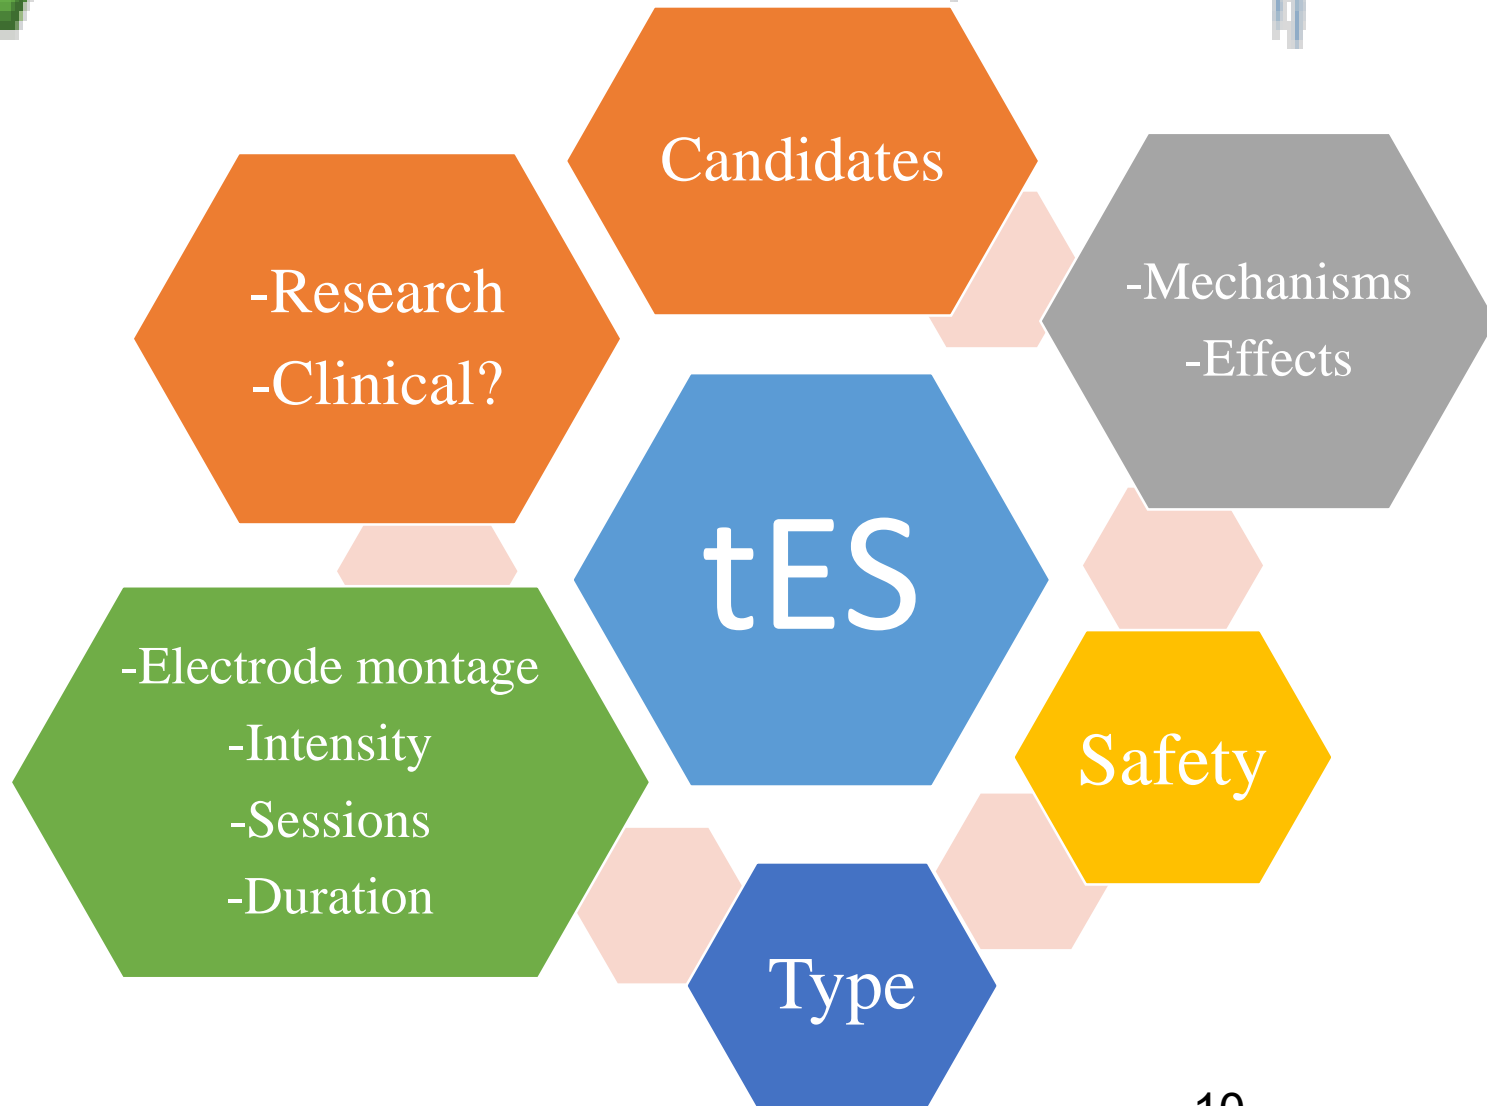 Candidates
-Research
-Clinical?
-Mechanisms
-Effects
tES
-Electrode montage
-Intensity
-Sessions
-Duration
Safety
Type